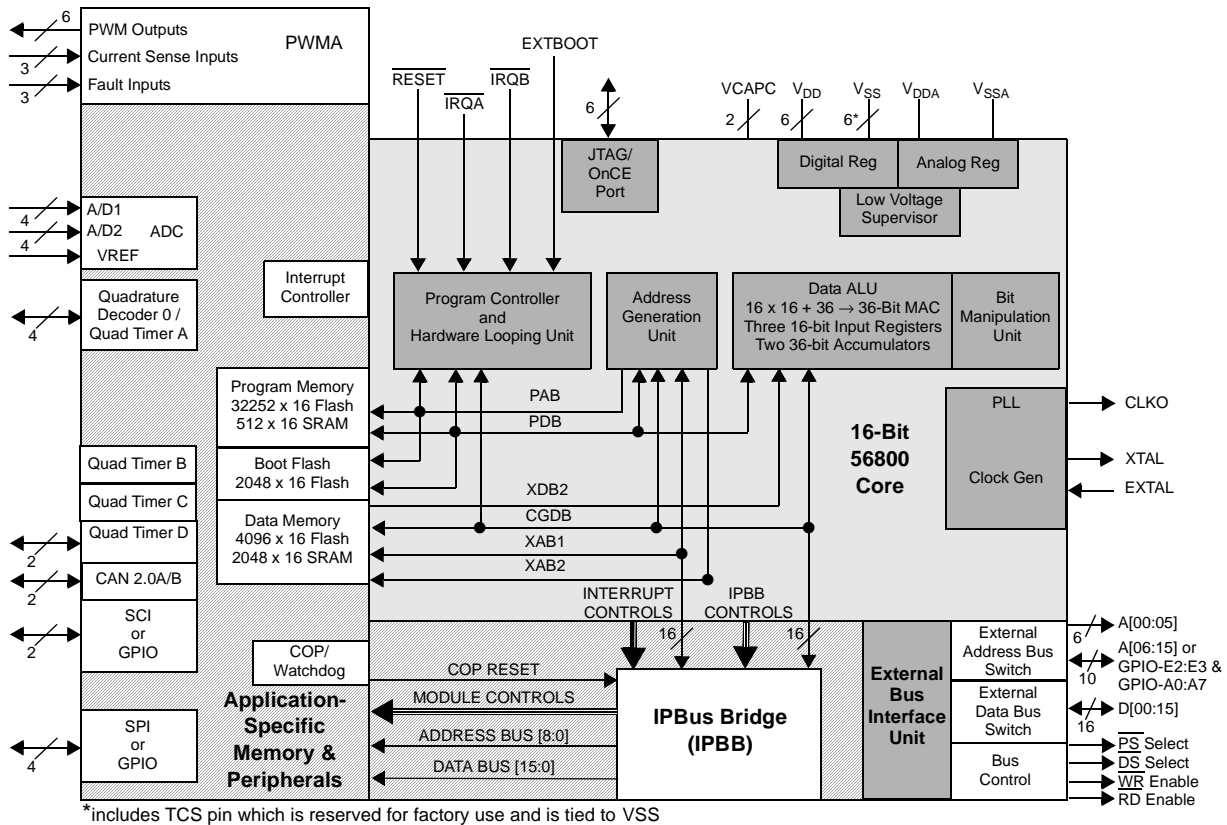 6
PWM Outputs
PWMA
Current Sense Inputs
3
Fault Inputs
3
RESET
IRQA
IRQB
EXTBOOT
6
VCAPC
2
VDD
6
VSS
6*
VDDA
VSSA
JTAG/
OnCE
Port
Digital Reg
Analog Reg
Low Voltage
Supervisor
A/D1
4
A/D2
ADC
4
VREF
Interrupt
Controller
Quadrature
Decoder 0 /
Quad Timer A
4
Program Controller
and
Hardware Looping Unit
Address
Generation
Unit
Data ALU
16 x 16 + 36 → 36-Bit MAC
Three 16-bit Input Registers
Two 36-bit Accumulators
Bit
Manipulation
Unit
Program Memory
32252 x 16 Flash
512 x 16 SRAM
PAB
PDB
PLL
Clock Gen
CLKO
XTAL
EXTAL
16-Bit
56800
Core
Boot Flash
2048 x 16 Flash
Quad Timer B
Quad Timer C
Quad Timer D
2
XDB2
CGDB
XAB1
XAB2
Data Memory
4096 x 16 Flash
2048 x 16 SRAM
CAN 2.0A/B
2
SCI
or
GPIO
2
INTERRUPT
CONTROLS
16
IPBB
CONTROLS
16
COP/
Watchdog
COP RESET
MODULE CONTROLS
ADDRESS BUS [8:0]
DATA BUS [15:0]
Application-
Specific
Memory &
Peripherals
SPI
or
GPIO
4
IPBus Bridge
(IPBB)
External
Bus
Interface
Unit
External
Address Bus
Switch
External
Data Bus
Switch
Bus
Control
6
A[00:05]
10
A[06:15] or
GPIO-E2:E3 &
GPIO-A0:A7
16
D[00:15]
PS Select
DS Select
WR Enable
RD Enable
*includes TCS pin which is reserved for factory use and is tied to VSS